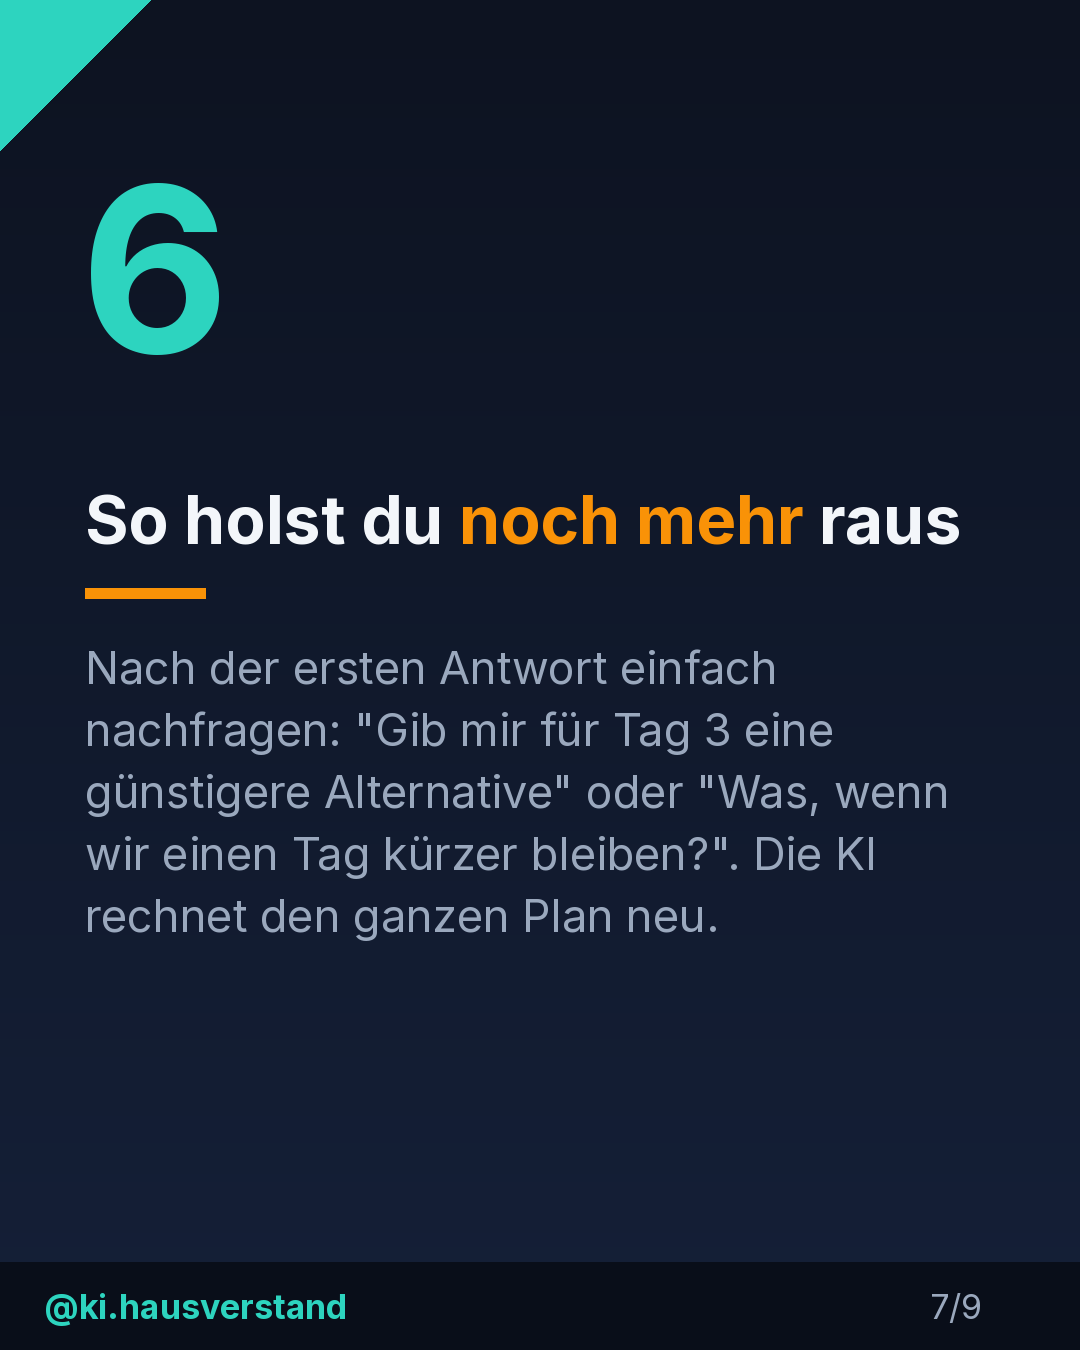 6
So holst du noch mehr raus
Nach der ersten Antwort einfach
nachfragen: "Gib mir für Tag 3 eine
günstigere Alternative" oder "Was, wenn
wir einen Tag kürzer bleiben?". Die KI
rechnet den ganzen Plan neu.
@ki.hausverstand
7/9